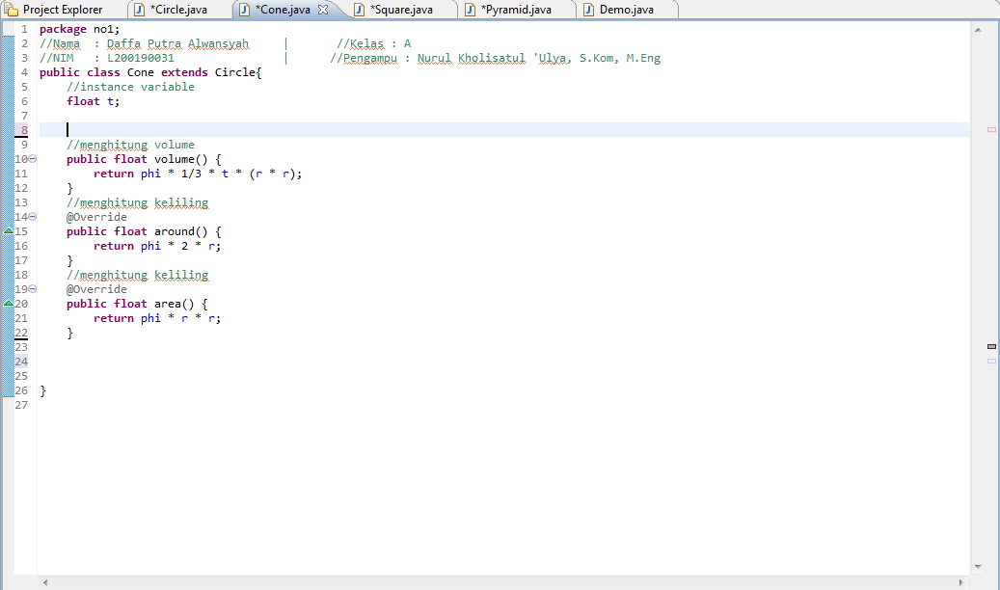 Project Explorer *Circle.java *Cone.java *Square.java *Pyramid.java Demo.java
1 package no1;
2 //Nama : Daffa Putra Alwansyah | //Kelas : A
3 //NIM : L200190031 | //Pengampu : Nurul Kholisatul 'Ulya, S.Kom, M.Eng
4 public class Cone extends Circle{
5 //instance variable
6 float t;
7
8
9 //menghitung volume
10 public float volume() {
11 return phi * 1/3 * t * (r * r);
12 }
13 //menghitung keliling
14 @Override
15 public float around() {
16 return phi * 2 * r;
17 }
18 //menghitung keliling
19 @Override
20 public float area() {
21 return phi * r * r;
22 }
23
24
25
26 }
27